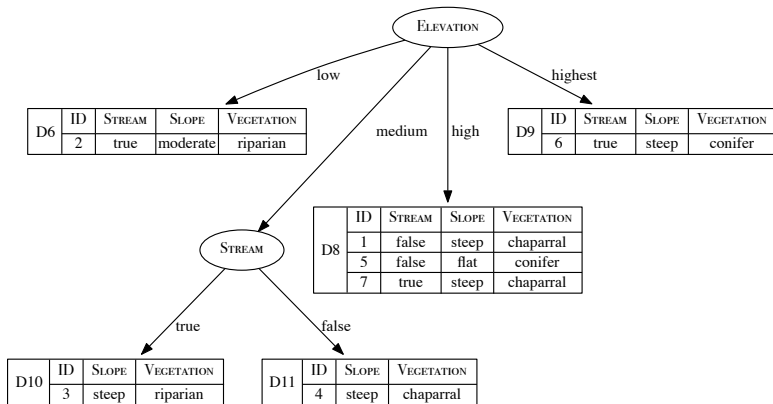 ELEVATION
low
medium
high
highest
D6
ID STREAM SLOPE VEGETATION
2 true moderate riparian
D9
ID STREAM SLOPE VEGETATION
6 true steep conifer
STREAM
D8
ID STREAM SLOPE VEGETATION
1 false steep chaparral
5 false flat conifer
7 true steep chaparral
true
false
D10
ID SLOPE VEGETATION
3 steep riparian
D11
ID SLOPE VEGETATION
4 steep chaparral